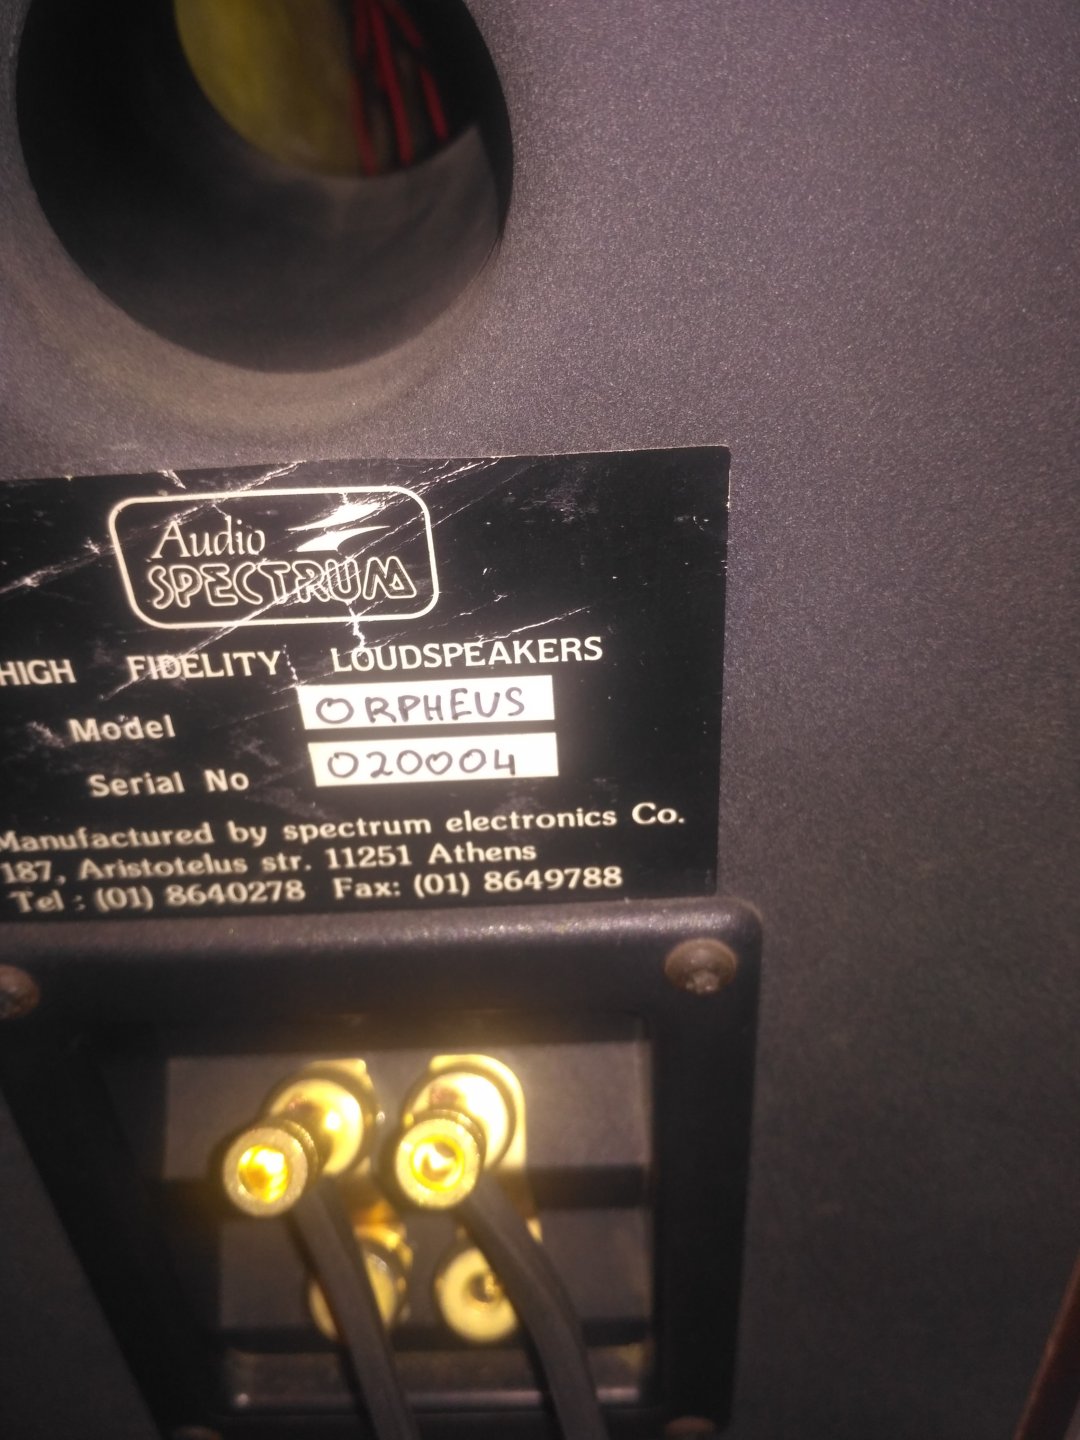 Audio
SPECTRUM
HIGH FIDELITY LOUDSPEAKERS
Model ORPHEUS
Serial No 020004
Manufactured by spectrum electronics Co.
187, Aristotelus str. 11251 Athens
Tel : (01) 8640278 Fax: (01) 8649788